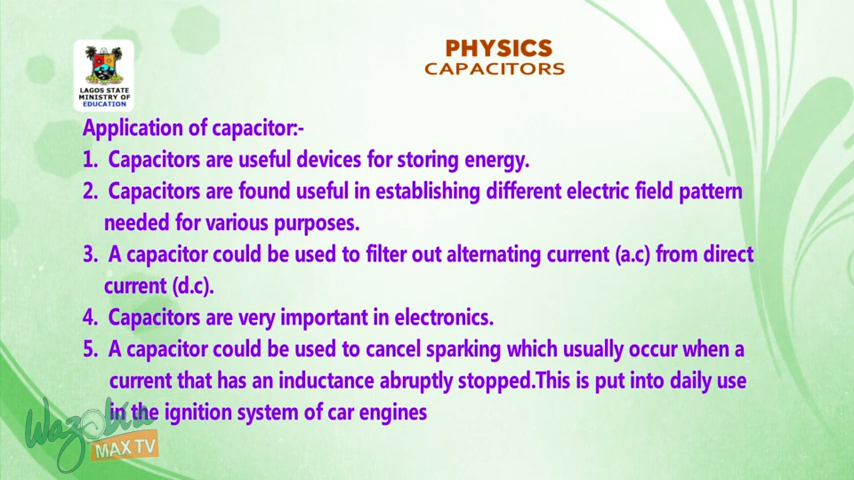 PHYSICS
CAPACITORS
LAGOS STATE
MINISTRY OF
EDUCATION
Application of capacitor:-
1. Capacitors are useful devices for storing energy.
2. Capacitors are found useful in establishing different electric field pattern
needed for various purposes.
3. A capacitor could be used to filter out alternating current (a.c) from direct
current (d.c).
4. Capacitors are very important in electronics.
5. A capacitor could be used to cancel sparking which usually occur when a
current that has an inductance abruptly stopped.This is put into daily use
in the ignition system of car engines
Wazobia
MAX TV